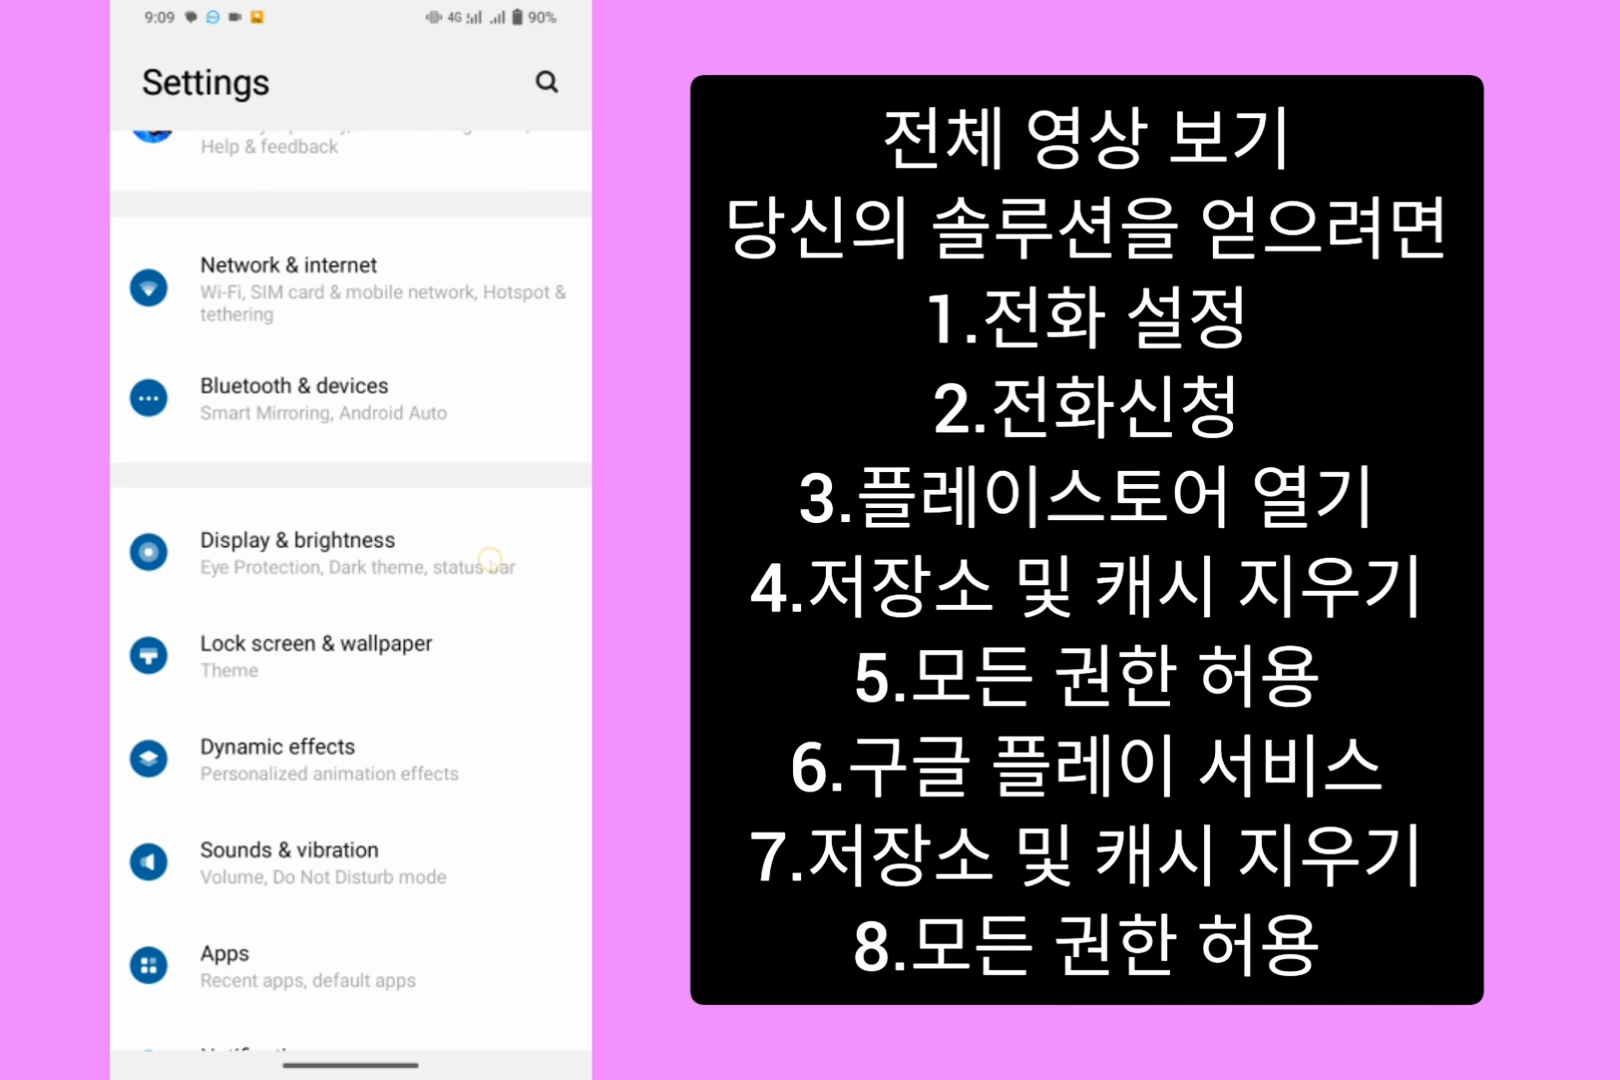 9:09
4G
90%
Settings
Help & feedback
Network & internet
Wi-Fi, SIM card & mobile network, Hotspot &
tethering
Bluetooth & devices
Smart Mirroring, Android Auto
Display & brightness
Eye Protection, Dark theme, status bar
Lock screen & wallpaper
Theme
Dynamic effects
Personalized animation effects
Sounds & vibration
Volume, Do Not Disturb mode
Apps
Recent apps, default apps
전체 영상 보기
당신의 솔루션을 얻으려면
1.전화 설정
2.전화신청
3.플레이스토어 열기
4.저장소 및 캐시 지우기
5.모든 권한 허용
6.구글 플레이 서비스
7.저장소 및 캐시 지우기
8.모든 권한 허용